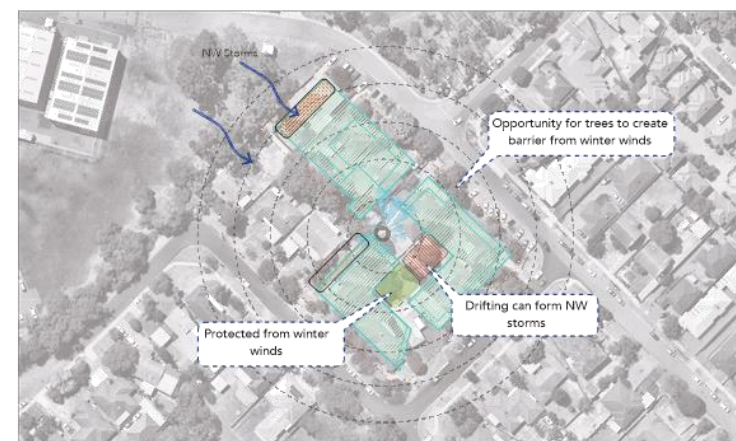 NW Storms
Opportunity for trees to create
barrier from winter winds
Drifting can form NW
storms
Protected from winter
winds